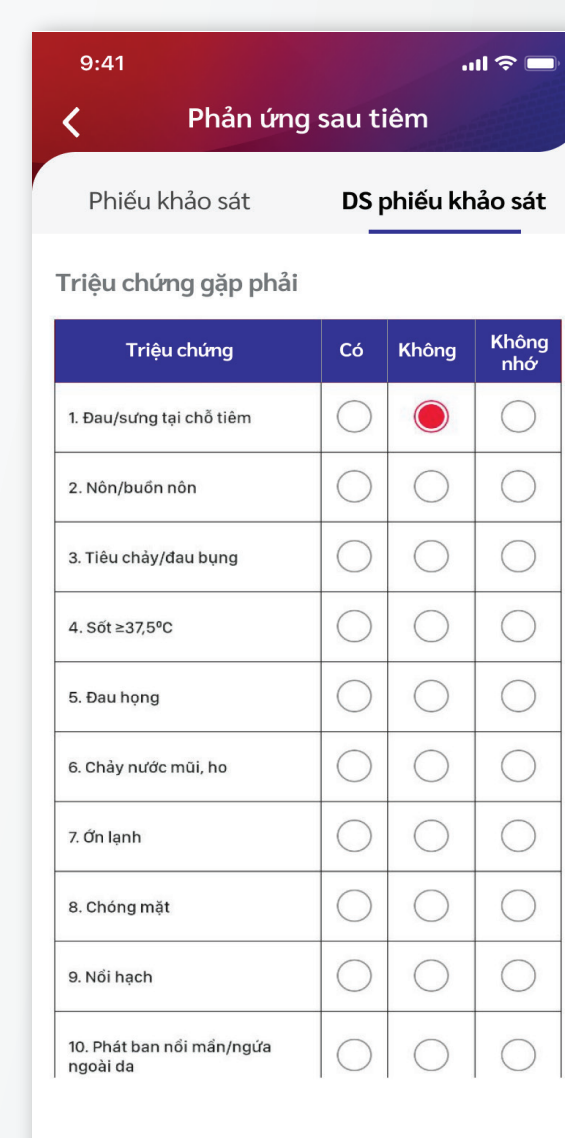 9:41
Phản ứng sau tiêm
Phiếu khảo sát DS phiếu khảo sát
Triệu chứng gặp phải
Triệu chứng Có Không Không nhớ
1. Đau/sưng tại chỗ tiêm
2. Nôn/buồn nôn
3. Tiêu chảy/đau bụng
4. Sốt ≥37,5ºC
5. Đau họng
6. Chảy nước mũi, ho
7. Ớn lạnh
8. Chóng mặt
9. Nổi hạch
10. Phát ban nổi mẩn/ngứa
ngoài da